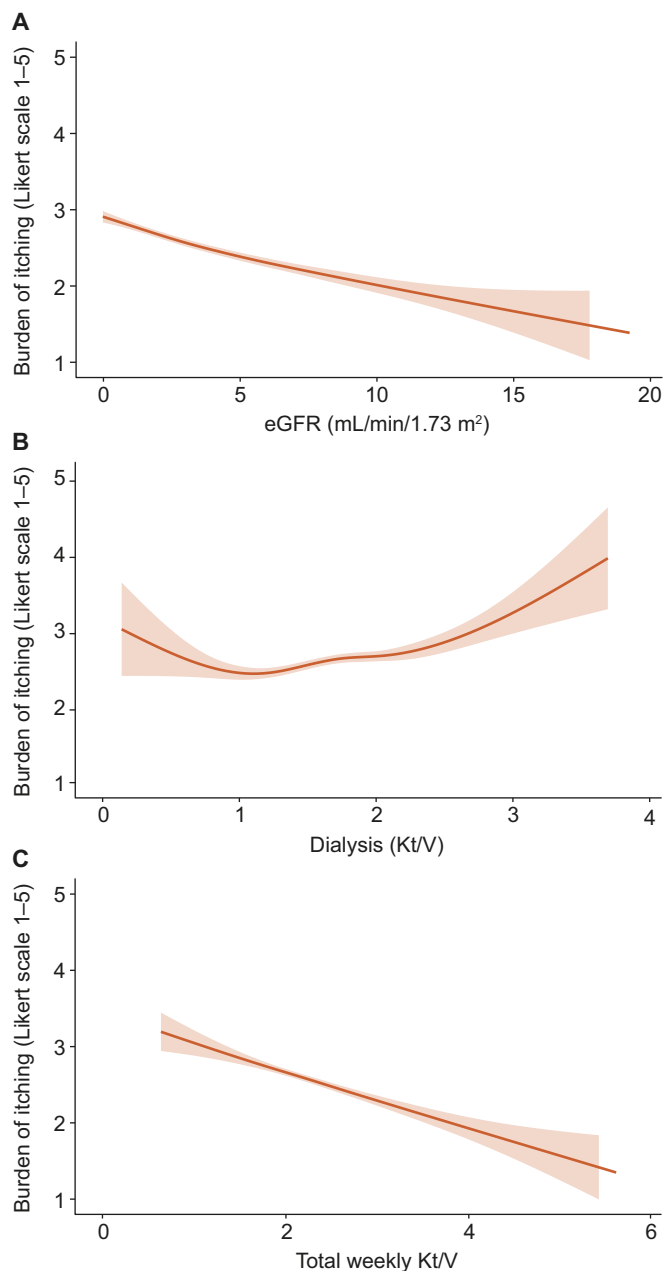 A
Burden of itching (Likert scale 1–5)
5
4
3
2
1
0 5 10 15 20
eGFR (mL/min/1.73 m²)
B
Burden of itching (Likert scale 1–5)
5
4
3
2
1
0 1 2 3 4
Dialysis (Kt/V)
C
Burden of itching (Likert scale 1–5)
5
4
3
2
1
0 2 4 6
Total weekly Kt/V